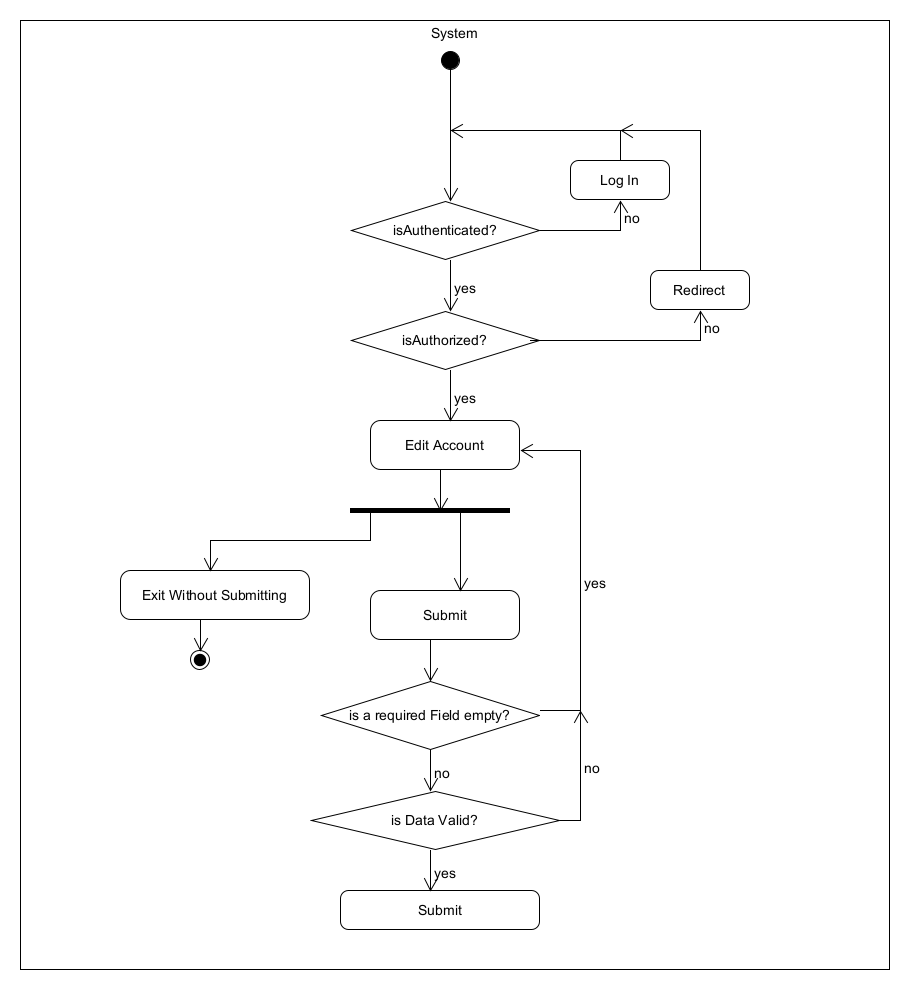 System
Log In
no
isAuthenticated?
yes
Redirect
no
isAuthorized?
yes
Edit Account
yes
Exit Without Submitting
Submit
is a required Field empty?
no
no
is Data Valid?
yes
Submit